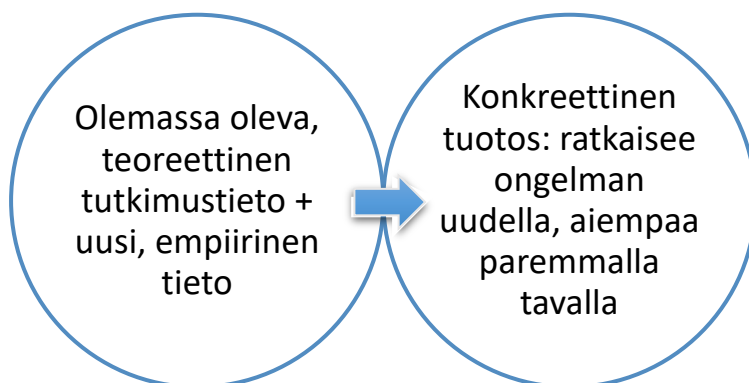 Olemassa oleva,
teoreettinen
tutkimustieto +
uusi, empiirinen
tieto
Konkreettinen
tuotos: ratkaisee
ongelman
uudella, aiempaa
paremmalla
tavalla